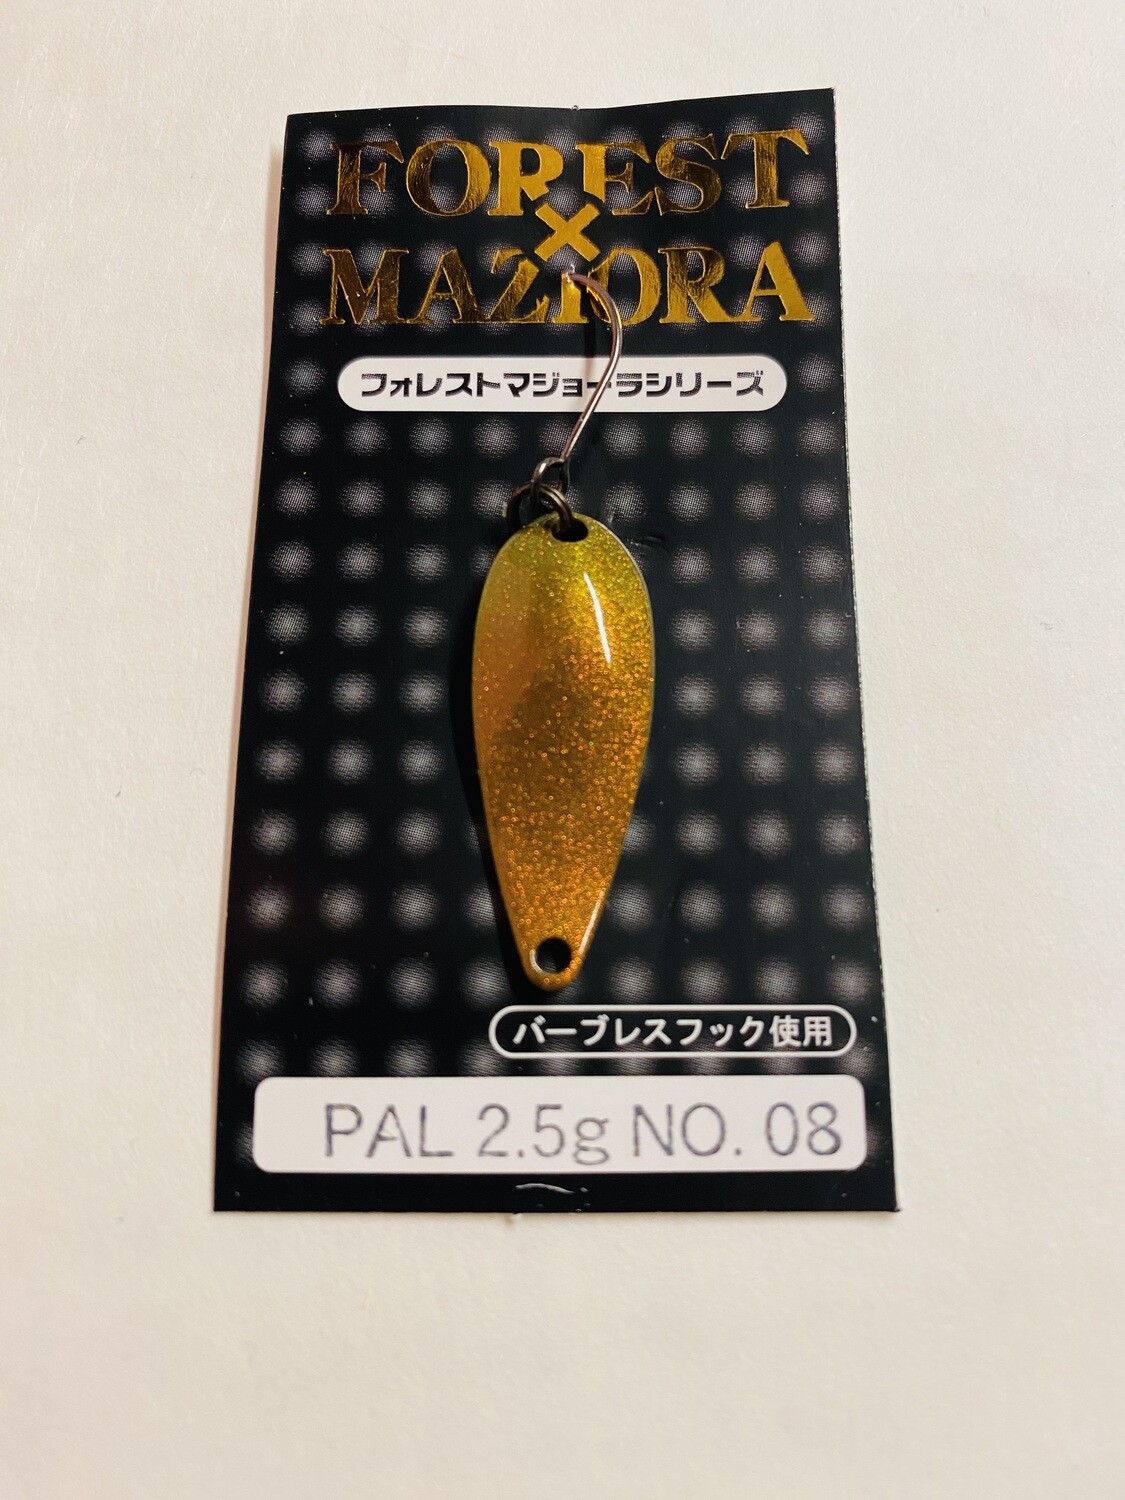 FOREST
×
MAZIORA
フォレストマジョーラシリーズ
バーブレスフック使用
PAL 2.5g NO. 08